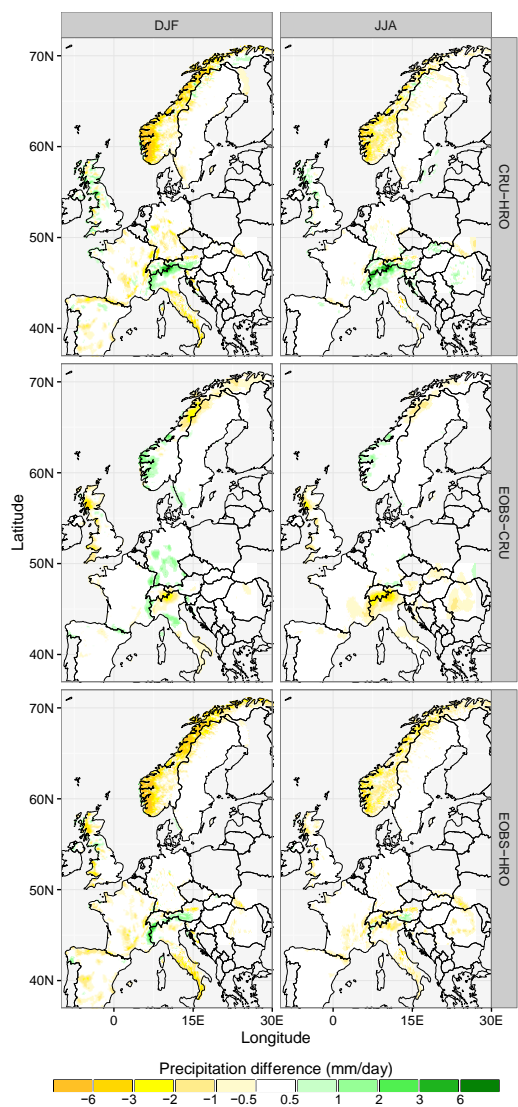 DJF JJA
70N
60N
50N
40N
CRU−HRO
70N
60N
50N
40N
EOBS−CRU
Latitude
70N
60N
50N
40N
EOBS−HRO
0 15E 30E 0 15E 30E
Longitude
Precipitation difference (mm/day)
−6 −3 −2 −1 −0.5 0.5 1 2 3 6